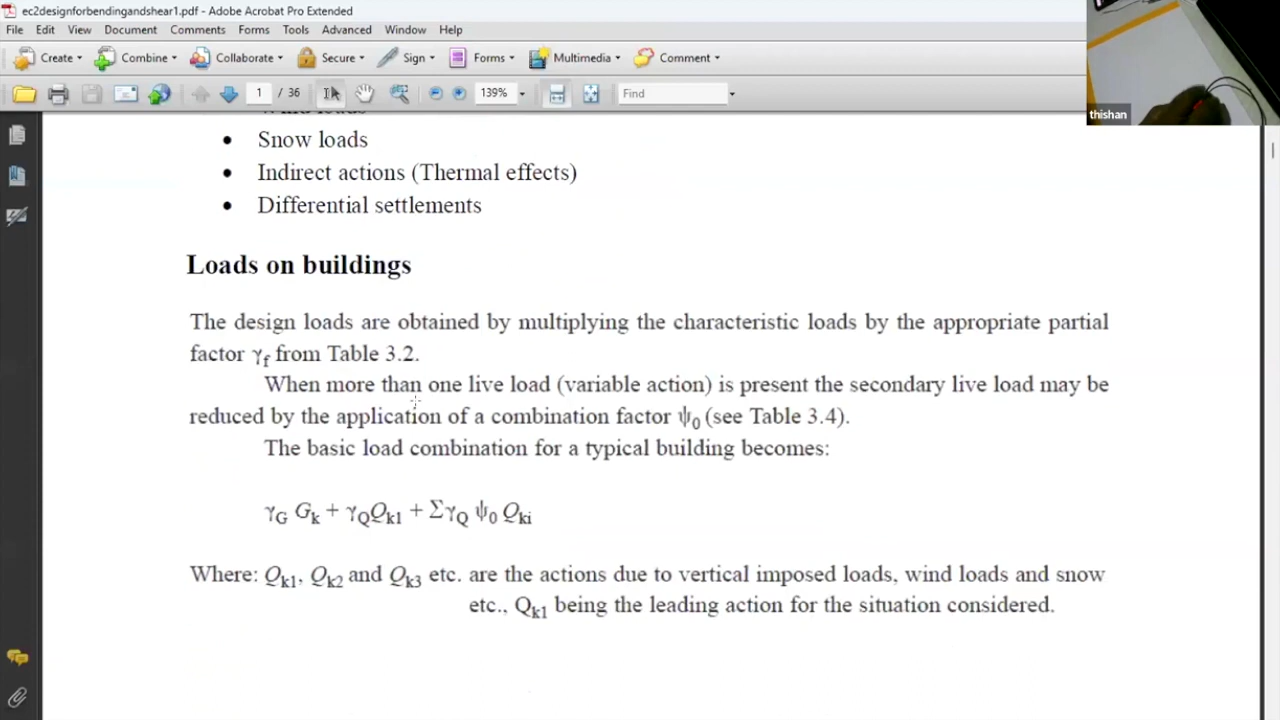 ec2designforbendingandshear1.pdf - Adobe Acrobat Pro Extended
File Edit View Document Comments Forms Tools Advanced Window Help
Create Combine Collaborate Secure Sign Forms Multimedia Comment
1 / 36 139% Find
thishan
Wind loads
• Snow loads
• Indirect actions (Thermal effects)
• Differential settlements
Loads on buildings
The design loads are obtained by multiplying the characteristic loads by the appropriate partial
factor γf from Table 3.2.
When more than one live load (variable action) is present the secondary live load may be
reduced by the application of a combination factor ψ0 (see Table 3.4).
The basic load combination for a typical building becomes:
γG Gk + γQQk1 + ΣγQ ψ0 Qki
Where: Qk1, Qk2 and Qk3 etc. are the actions due to vertical imposed loads, wind loads and snow
etc., Qk1 being the leading action for the situation considered.